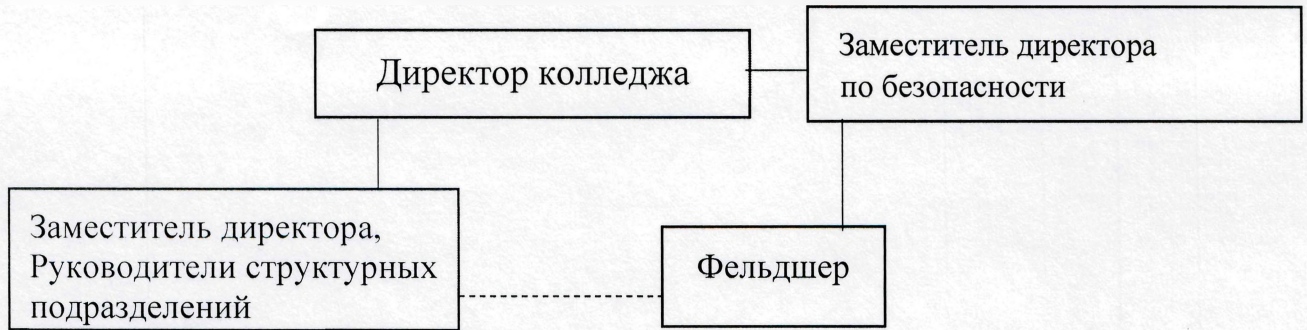 Директор колледжа
Заместитель директора
по безопасности
Заместитель директора,
Руководители структурных
подразделений
Фельдшер